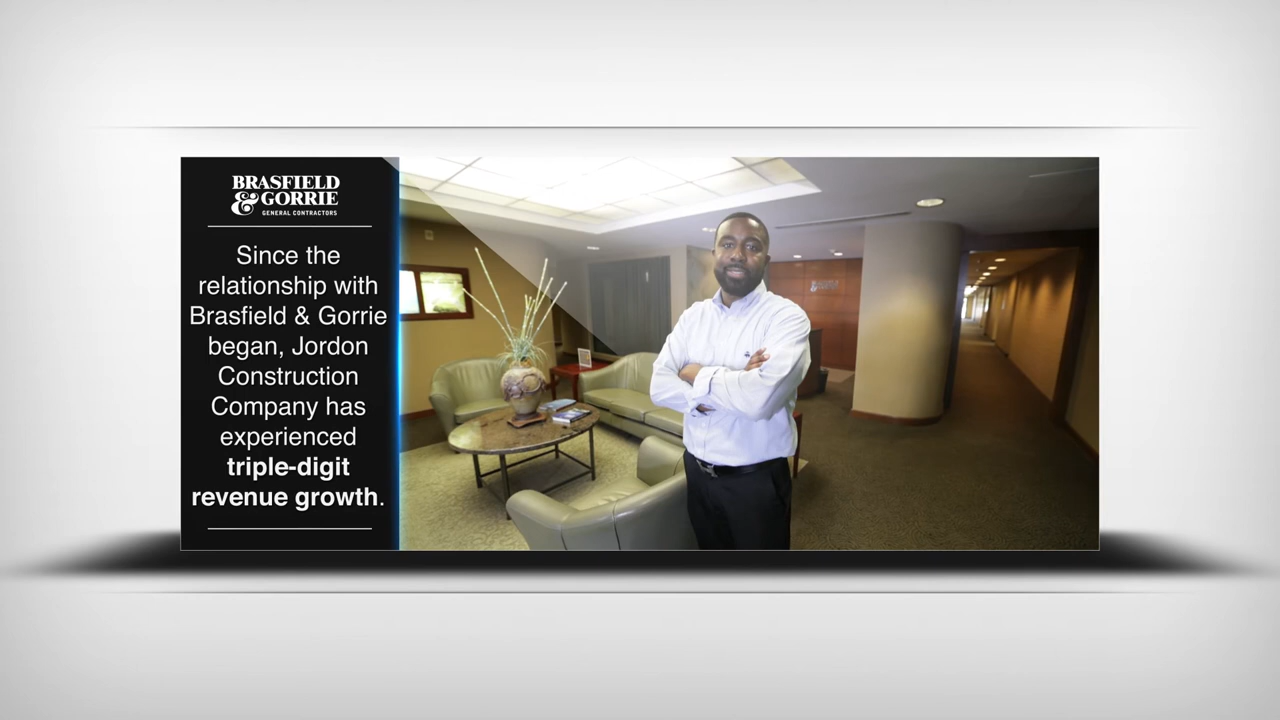 BRASFIELD
& GORRIE
GENERAL CONTRACTORS
Since the
relationship with
Brasfield & Gorrie
began, Jordon
Construction
Company has
experienced
triple-digit
revenue growth.